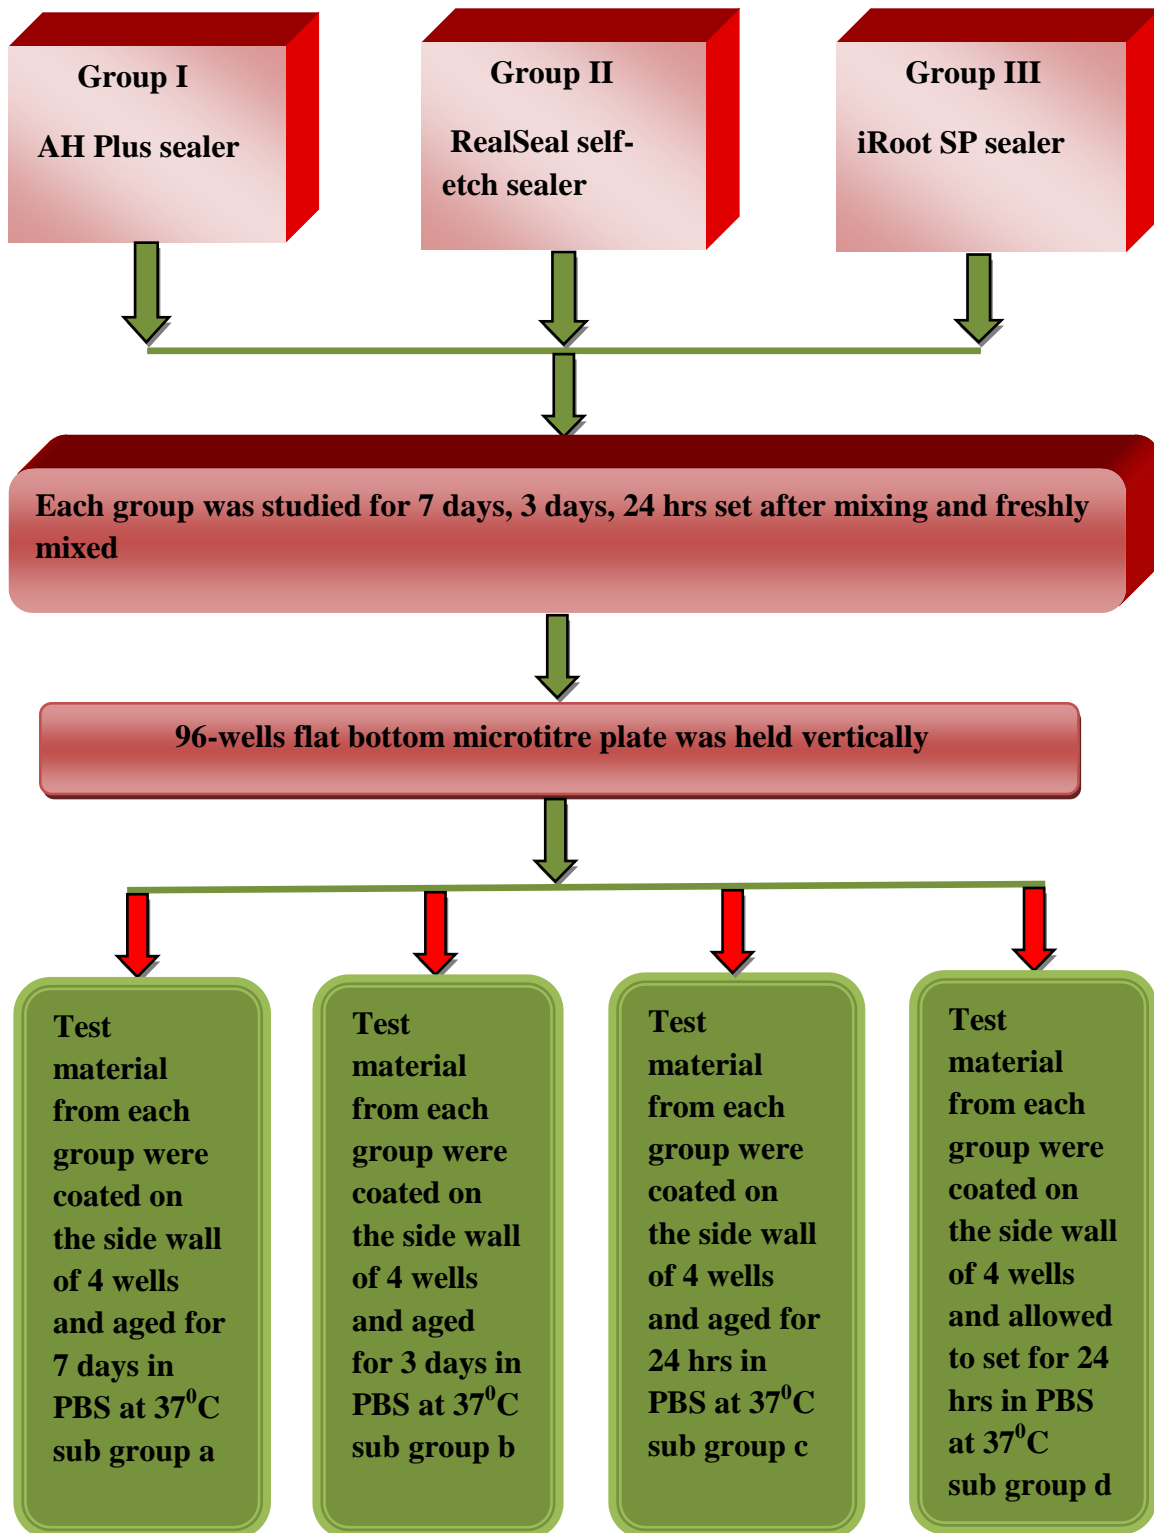 Group I
AH Plus sealer
Group II
RealSeal self-
etch sealer
Group III
iRoot SP sealer
Each group was studied for 7 days, 3 days, 24 hrs set after mixing and freshly
mixed
96-wells flat bottom microtitre plate was held vertically
Test
material
from each
group were
coated on
the side wall
of 4 wells
and aged for
7 days in
PBS at 37⁰C
sub group a
Test
material
from each
group were
coated on
the side wall
of 4 wells
and aged
for 3 days in
PBS at 37⁰C
sub group b
Test
material
from each
group were
coated on
the side wall
of 4 wells
and aged for
24 hrs in
PBS at 37⁰C
sub group c
Test
material
from each
group were
coated on
the side wall
of 4 wells
and allowed
to set for 24
hrs in PBS
at 37⁰C
sub group d